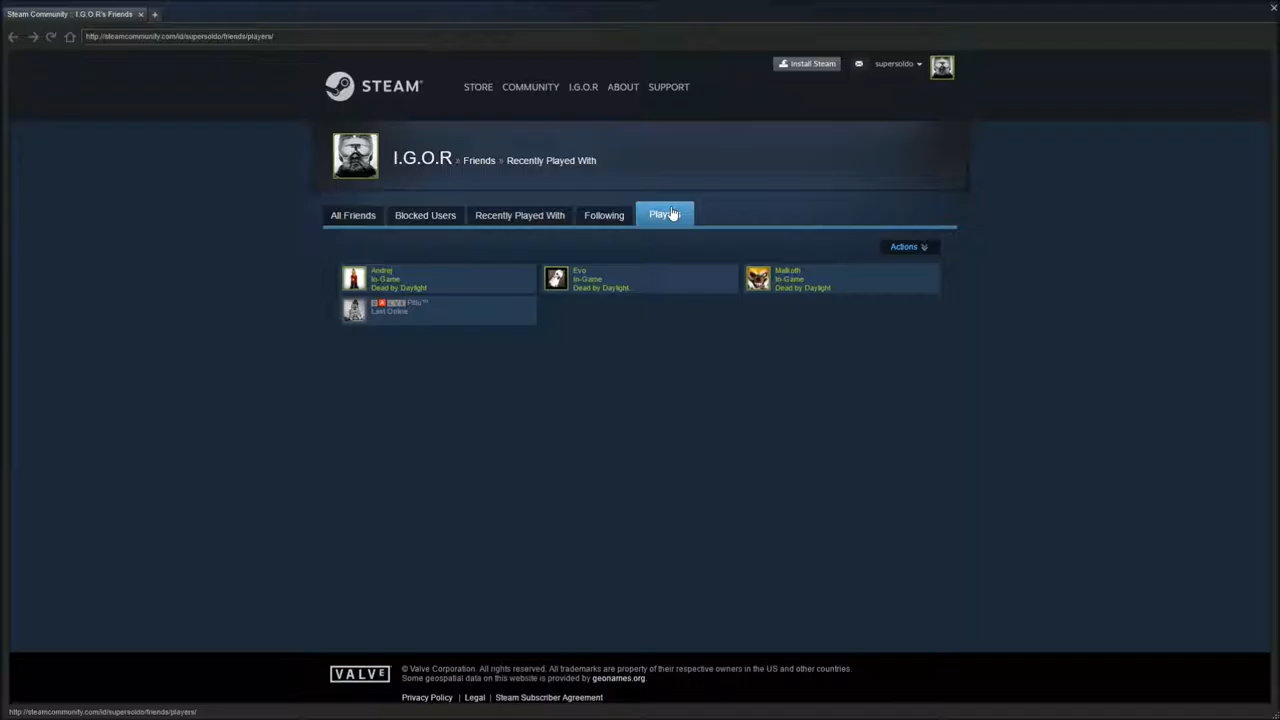 Steam Community :: I.G.O.R's Friends
http://steamcommunity.com/id/supersoldo/friends/players/
Install Steam
supersoldo
STEAM®
STORE COMMUNITY I.G.O.R ABOUT SUPPORT
I.G.O.R » Friends » Recently Played With
All Friends
Blocked Users
Recently Played With
Following
Actions
Andrej
In-Game
Dead by Daylight
Evo
In-Game
Dead by Daylight
Malkoth
In-Game
Dead by Daylight
Pittu™
Last Online
VALVE
© Valve Corporation. All rights reserved. All trademarks are property of their respective owners in the US and other countries.
Some geospatial data on this website is provided by geonames.org.
Privacy Policy | Legal | Steam Subscriber Agreement
http://steamcommunity.com/id/supersoldo/friends/players/